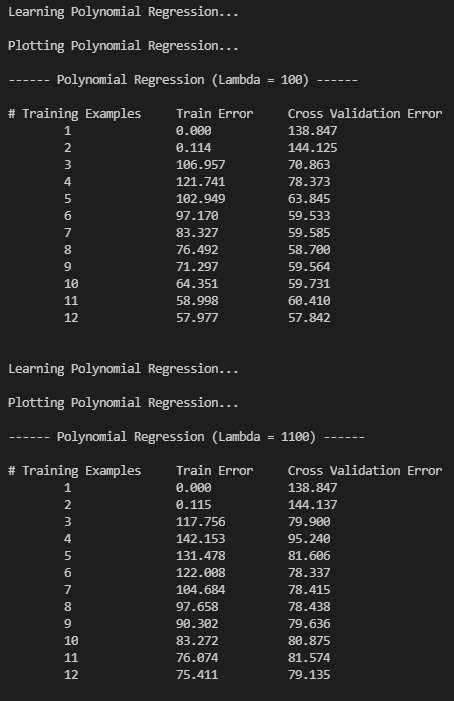 Learning Polynomial Regression...
Plotting Polynomial Regression...
------ Polynomial Regression (Lambda = 100) ------
# Training Examples Train Error Cross Validation Error
1 0.000 138.847
2 0.114 144.125
3 106.957 70.863
4 121.741 78.373
5 102.949 63.845
6 97.170 59.533
7 83.327 59.585
8 76.492 58.700
9 71.297 59.564
10 64.351 59.731
11 58.998 60.410
12 57.977 57.842
Learning Polynomial Regression...
Plotting Polynomial Regression...
------ Polynomial Regression (Lambda = 1100) ------
# Training Examples Train Error Cross Validation Error
1 0.000 138.847
2 0.115 144.137
3 117.756 79.900
4 142.153 95.240
5 131.478 81.606
6 122.008 78.337
7 104.684 78.415
8 97.658 78.438
9 90.302 79.636
10 83.272 80.875
11 76.074 81.574
12 75.411 79.135